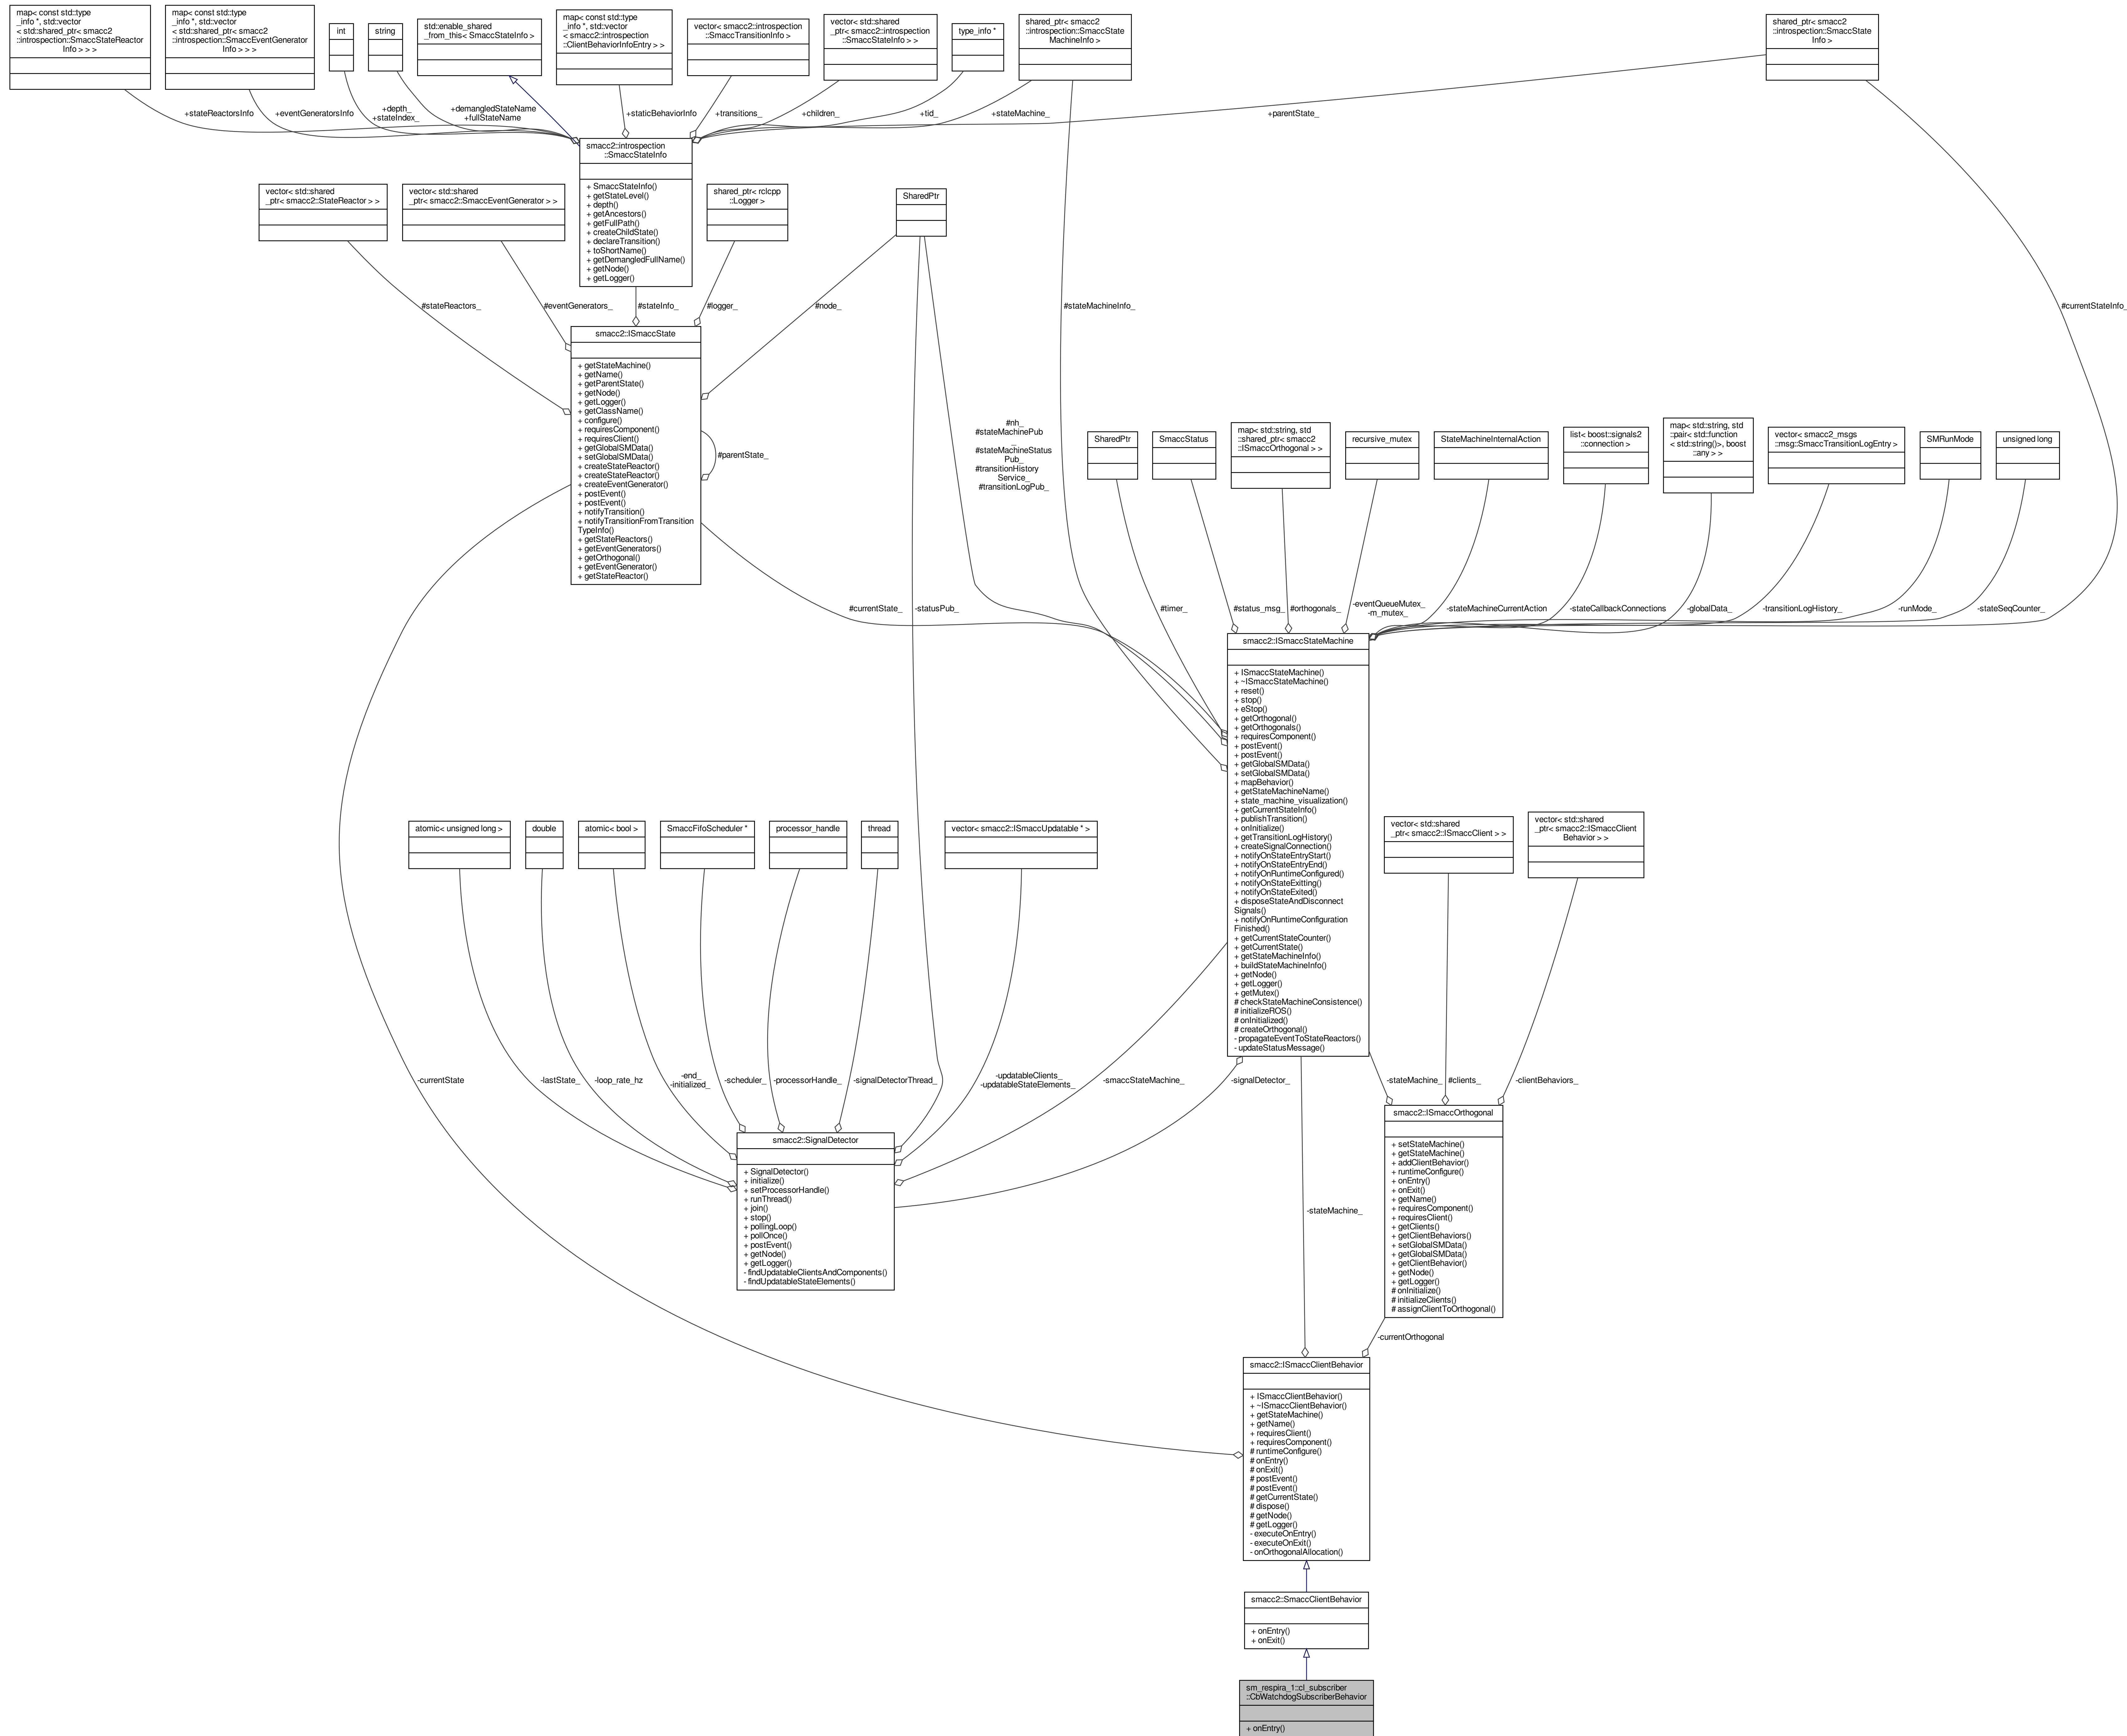 map< const std::type
_info *, std::vector
< std::shared_ptr< smacc2
::introspection::SmaccStateReactor
Info > > >
map< const std::type
_info *, std::vector
< std::shared_ptr< smacc2
::introspection::SmaccEventGenerator
Info > > >
int
string
std::enable_shared
_from_this< SmaccStateInfo >
map< const std::type
_info *, std::vector
< smacc2::introspection
::ClientBehaviorInfoEntry > >
vector< smacc2::introspection
::SmaccTransitionInfo >
vector< std::shared
_ptr< smacc2::introspection
::SmaccStateInfo > >
type_info *
shared_ptr< smacc2
::introspection::SmaccState
MachineInfo >
shared_ptr< smacc2
::introspection::SmaccState
Info >
+stateReactorsInfo
+eventGeneratorsInfo
+depth_
+stateIndex_
+demangledStateName
+fullStateName
+staticBehaviorInfo
+transitions_
+children_
+tid_
+stateMachine_
+parentState_
smacc2::introspection
::SmaccStateInfo
+ SmaccStateInfo()
+ getStateLevel()
+ depth()
+ getAncestors()
+ getFullPath()
+ createChildState()
+ declareTransition()
+ toShortName()
+ getDemangledFullName()
+ getNode()
+ getLogger()
vector< std::shared
_ptr< smacc2::StateReactor > >
vector< std::shared
_ptr< smacc2::SmaccEventGenerator > >
shared_ptr< rclcpp
::Logger >
SharedPtr
#stateReactors_
#eventGenerators_
#stateInfo_
#logger_
#node_
#stateMachineInfo_
#currentStateInfo_
smacc2::ISmaccState
+ getStateMachine()
+ getName()
+ getParentState()
+ getNode()
+ getLogger()
+ getClassName()
+ configure()
+ requiresComponent()
+ requiresClient()
+ getGlobalSMData()
+ setGlobalSMData()
+ createStateReactor()
+ createStateReactor()
+ createEventGenerator()
+ postEvent()
+ postEvent()
+ notifyTransition()
+ notifyTransitionFromTransition
TypeInfo()
+ getStateReactors()
+ getEventGenerators()
+ getOrthogonal()
+ getEventGenerator()
+ getStateReactor()
#parentState_
#nh_
#stateMachinePub
_
#stateMachineStatus
Pub_
#transitionHistory
Service_
#transitionLogPub_
SharedPtr
SmaccStatus
map< std::string, std
::shared_ptr< smacc2
::ISmaccOrthogonal > >
recursive_mutex
StateMachineInternalAction
list< boost::signals2
::connection >
map< std::string, std
::pair< std::function
< std::string()>, boost
::any > >
vector< smacc2_msgs
::msg::SmaccTransitionLogEntry >
SMRunMode
unsigned long
#currentState_
-statusPub_
#timer_
#status_msg_
#orthogonals_
-eventQueueMutex_
-m_mutex_
-stateMachineCurrentAction
-stateCallbackConnections
-globalData_
-transitionLogHistory_
-runMode_
-stateSeqCounter_
smacc2::ISmaccStateMachine
+ ISmaccStateMachine()
+ ~ISmaccStateMachine()
+ reset()
+ stop()
+ eStop()
+ getOrthogonal()
+ getOrthogonals()
+ requiresComponent()
+ postEvent()
+ postEvent()
+ getGlobalSMData()
+ setGlobalSMData()
+ mapBehavior()
+ getStateMachineName()
+ state_machine_visualization()
+ getCurrentStateInfo()
+ publishTransition()
+ onInitialize()
+ getTransitionLogHistory()
+ createSignalConnection()
+ notifyOnStateEntryStart()
+ notifyOnStateEntryEnd()
+ notifyOnRuntimeConfigured()
+ notifyOnStateExitting()
+ notifyOnStateExited()
+ disposeStateAndDisconnect
Signals()
+ notifyOnRuntimeConfiguration
Finished()
+ getCurrentStateCounter()
+ getCurrentState()
+ getStateMachineInfo()
+ buildStateMachineInfo()
+ getNode()
+ getLogger()
+ getMutex()
# checkStateMachineConsistence()
# initializeROS()
# onInitialized()
# createOrthogonal()
- propagateEventToStateReactors()
- updateStatusMessage()
atomic< unsigned long >
double
atomic< bool >
SmaccFifoScheduler *
processor_handle
thread
vector< smacc2::ISmaccUpdatable * >
vector< std::shared
_ptr< smacc2::ISmaccClient > >
vector< std::shared
_ptr< smacc2::ISmaccClient
Behavior > >
-currentState
-lastState_
-loop_rate_hz
-end_
-initialized_
-scheduler_
-processorHandle_
-signalDetectorThread_
-updatableClients_
-updatableStateElements_
-smaccStateMachine_
-signalDetector_
-stateMachine_
#clients_
-clientBehaviors_
smacc2::SignalDetector
+ SignalDetector()
+ initialize()
+ setProcessorHandle()
+ runThread()
+ join()
+ stop()
+ pollingLoop()
+ pollOnce()
+ postEvent()
+ getNode()
+ getLogger()
- findUpdatableClientsAndComponents()
- findUpdatableStateElements()
smacc2::ISmaccOrthogonal
+ setStateMachine()
+ getStateMachine()
+ addClientBehavior()
+ runtimeConfigure()
+ onEntry()
+ onExit()
+ getName()
+ requiresComponent()
+ requiresClient()
+ getClients()
+ getClientBehaviors()
+ setGlobalSMData()
+ getGlobalSMData()
+ getClientBehavior()
+ getNode()
+ getLogger()
# onInitialize()
# initializeClients()
# assignClientToOrthogonal()
-stateMachine_
-currentOrthogonal
smacc2::ISmaccClientBehavior
+ ISmaccClientBehavior()
+ ~ISmaccClientBehavior()
+ getStateMachine()
+ getName()
+ requiresClient()
+ requiresComponent()
# runtimeConfigure()
# onEntry()
# onExit()
# postEvent()
# postEvent()
# getCurrentState()
# dispose()
# getNode()
# getLogger()
- executeOnEntry()
- executeOnExit()
- onOrthogonalAllocation()
smacc2::SmaccClientBehavior
+ onEntry()
+ onExit()
sm_respira_1::cl_subscriber
::CbWatchdogSubscriberBehavior
+ onEntry()